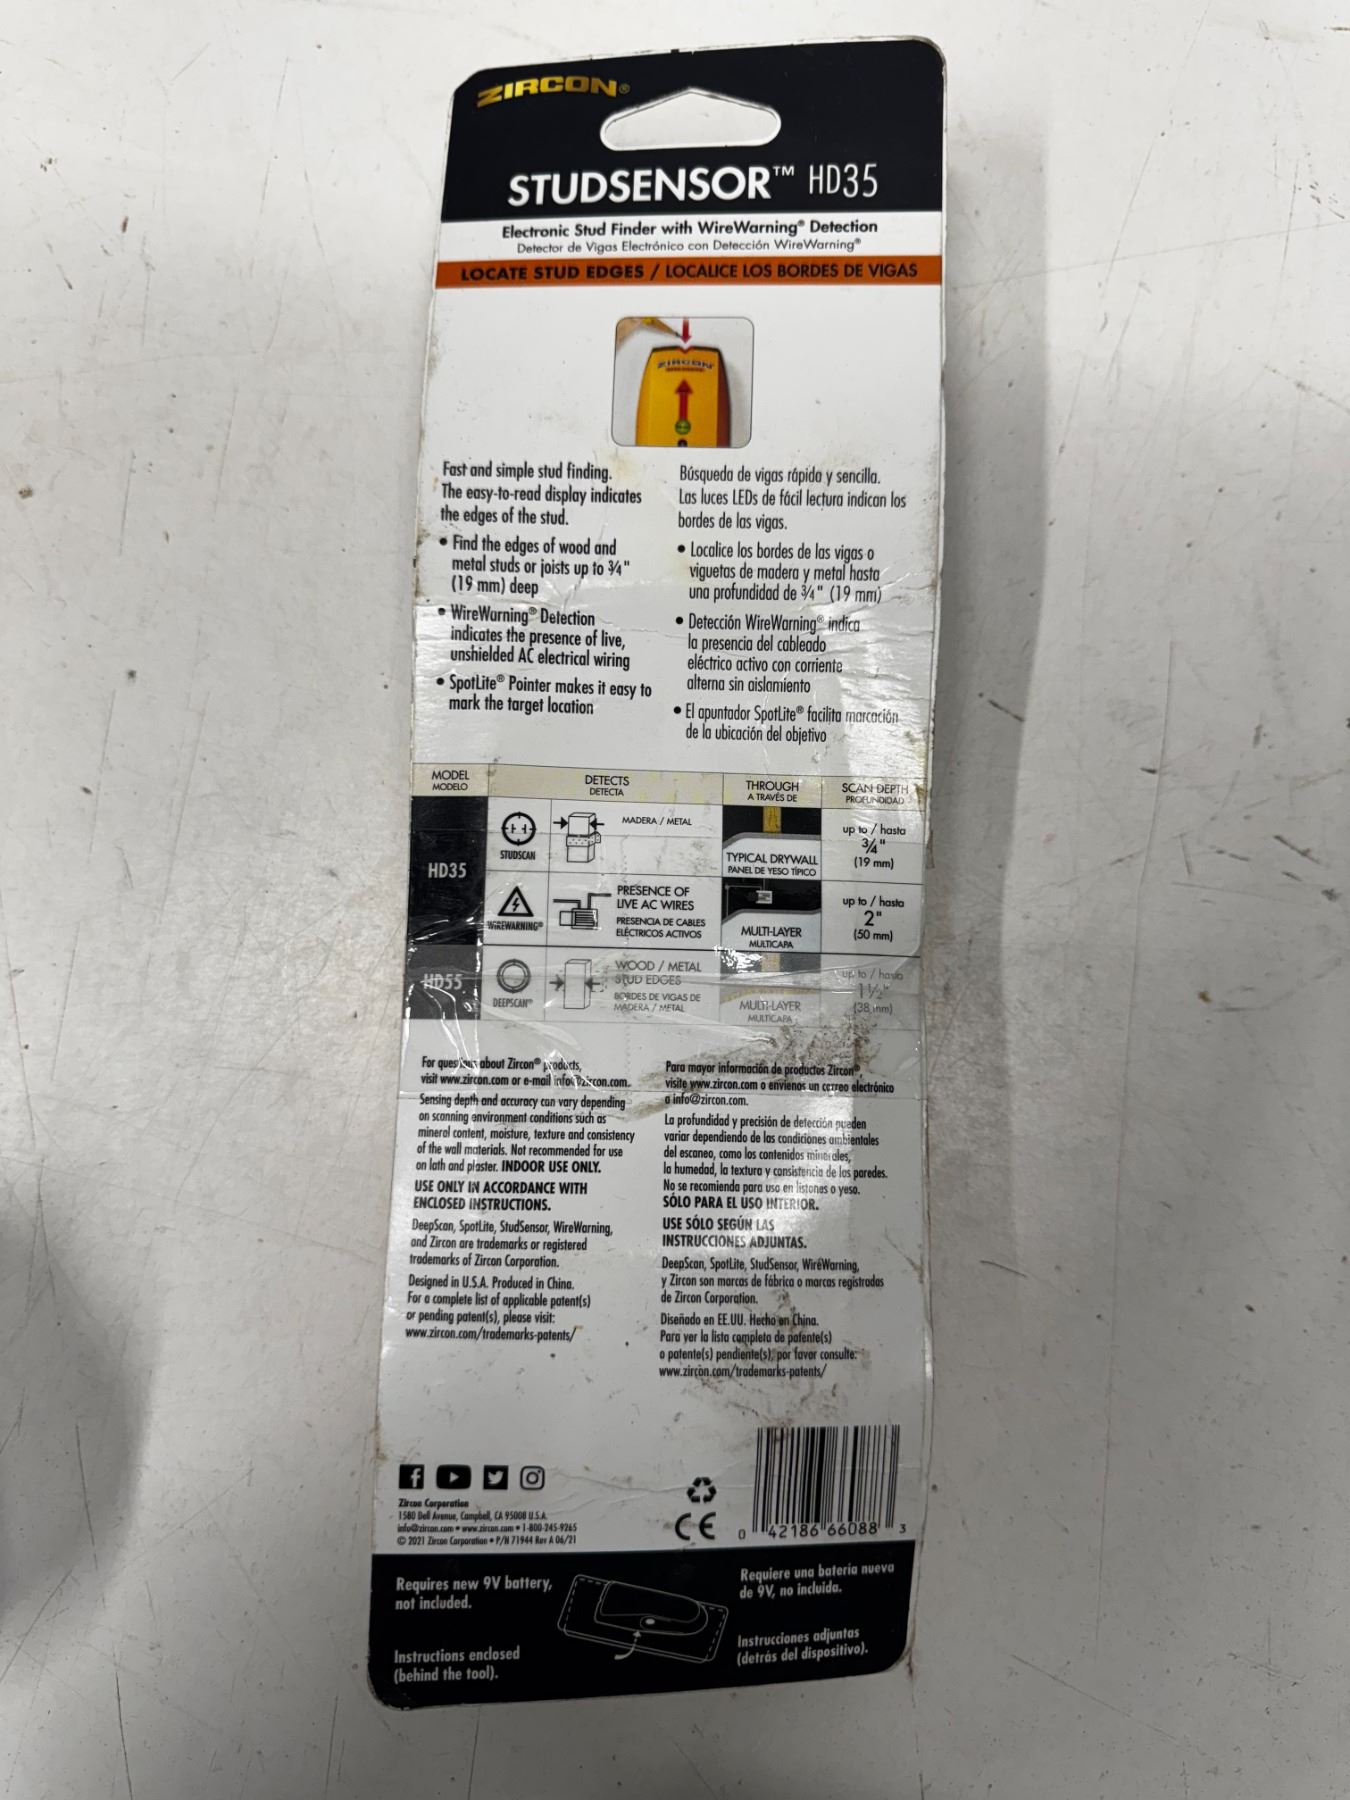 ZIRCON®
STUDSENSOR™ HD35
Electronic Stud Finder with WireWarning® Detection
Detector de Vigas Electrónico con Detección WireWarning®
LOCATE STUD EDGES / LOCALICE LOS BORDES DE VIGAS
ZIRCON
Fast and simple stud finding.
The easy-to-read display indicates
the edges of the stud.
• Find the edges of wood and
metal studs or joists up to ¾"
(19 mm) deep
• WireWarning® Detection
indicates the presence of live,
unshielded AC electrical wiring
• SpotLite® Pointer makes it easy to
mark the target location
Búsqueda de vigas rápida y sencilla.
Las luces LEDs de fácil lectura indican los
bordes de las vigas.
• Localice los bordes de las vigas o
viguetas de madera y metal hasta
una profundidad de ¾" (19 mm)
• Detección WireWarning® indica
la presencia del cableado
eléctrico activo con corriente
alterna sin aislamiento
• El apuntador SpotLite® facilita marcación
de la ubicación del objetivo
MODEL
MODELO
DETECTS
DETECTA
THROUGH
A TRAVÉS DE
SCAN DEPTH
PROFUNDIDAD
HD35
STUDSCAN
MADERA / METAL
TYPICAL DRYWALL
PANEL DE YESO TÍPICO
up to / hasta
¾"
(19 mm)
WIREWARNING®
PRESENCE OF
LIVE AC WIRES
PRESENCIA DE CABLES
ELÉCTRICOS ACTIVOS
MULTI-LAYER
MULTICAPA
up to / hasta
2"
(50 mm)
HD55
DEEPSCAN®
WOOD / METAL
STUD EDGES
BORDES DE VIGAS DE
MADERA / METAL
MULTI-LAYER
MULTICAPA
up to / hasta
1½"
(38 mm)
For questions about Zircon® products,
visit www.zircon.com or e-mail info@zircon.com.
Sensing depth and accuracy can vary depending
on scanning environment conditions such as
mineral content, moisture, texture and consistency
of the wall materials. Not recommended for use
on lath and plaster. INDOOR USE ONLY.
USE ONLY IN ACCORDANCE WITH
ENCLOSED INSTRUCTIONS.
DeepScan, SpotLite, StudSensor, WireWarning,
and Zircon are trademarks or registered
trademarks of Zircon Corporation.
Designed in U.S.A. Produced in China.
For a complete list of applicable patent(s)
or pending patent(s), please visit:
www.zircon.com/trademarks-patents/
Para mayor información de productos Zircon®,
visite www.zircon.com o envienos un correo electrónico
a info@zircon.com.
La profundidad y precisión de detección pueden
variar dependiendo de las condiciones ambientales
del escaneo, como los contenidos minerales,
la humedad, la textura y consistencia de las paredes.
No se recomienda para uso en listones o yeso.
SÓLO PARA EL USO INTERIOR.
USE SÓLO SEGÚN LAS
INSTRUCCIONES ADJUNTAS.
DeepScan, SpotLite, StudSensor, WireWarning,
y Zircon son marcas de fábrica o marcas registradas
de Zircon Corporation.
Diseñado en EE.UU. Hecho en China.
Para ver la lista completa de patente(s)
o patente(s) pendiente(s), por favor consulte:
www.zircon.com/trademarks-patents/
Zircon Corporation
1580 Dell Avenue, Campbell, CA 95008 U.S.A.
info@zircon.com • www.zircon.com • 1-800-245-9265
© 2021 Zircon Corporation • P/N 71944 Rev A 06/21
CE
0 42186 66088 3
Requires new 9V battery,
not included.
Instructions enclosed
(behind the tool).
Requiere una bateria nueva
de 9V, no incluida.
Instrucciones adjuntas
(detrás del dispositivo).